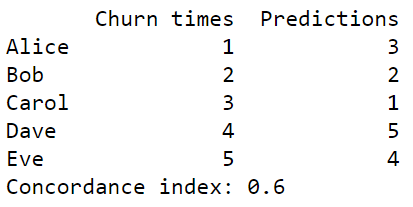 Churn times Predictions
Alice 1 3
Bob 2 2
Carol 3 1
Dave 4 5
Eve 5 4
Concordance index: 0.6